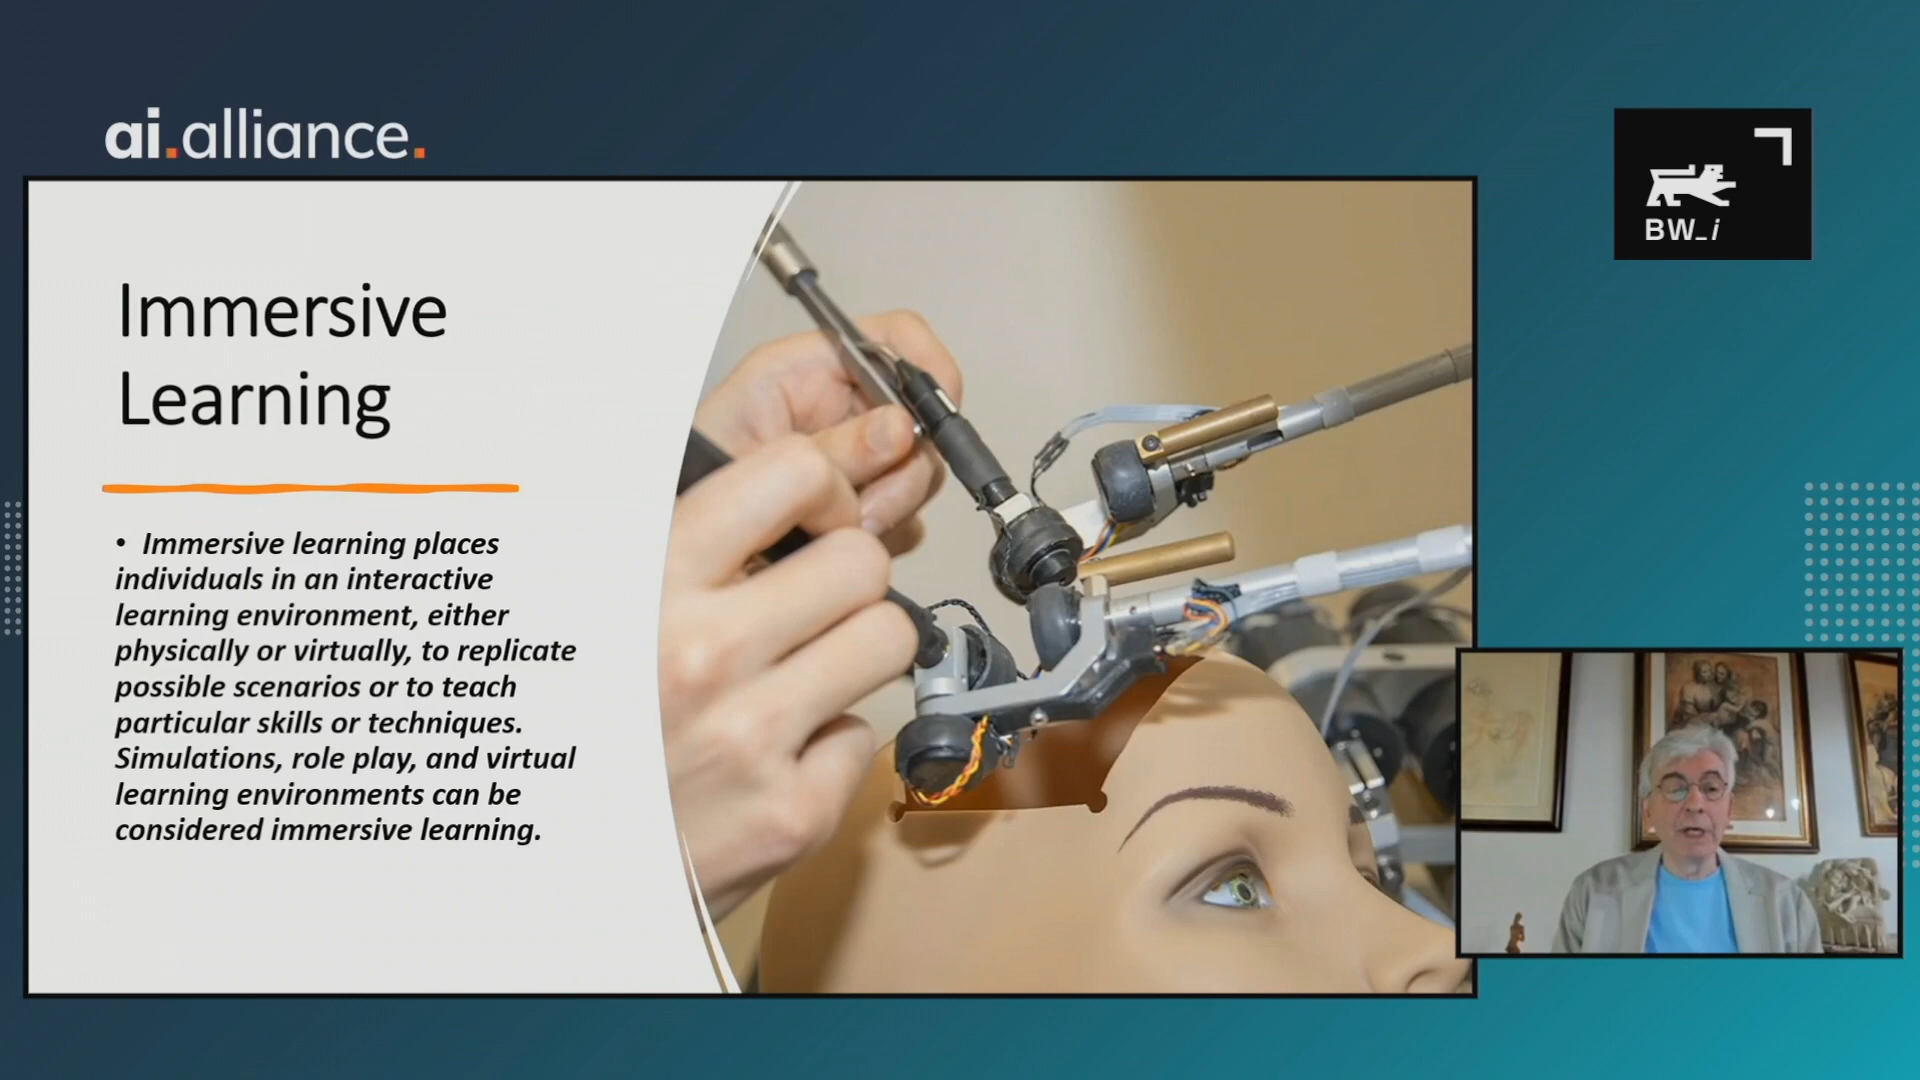 ai.alliance.
BW_i
Immersive
Learning
• Immersive learning places
individuals in an interactive
learning environment, either
physically or virtually, to replicate
possible scenarios or to teach
particular skills or techniques.
Simulations, role play, and virtual
learning environments can be
considered immersive learning.